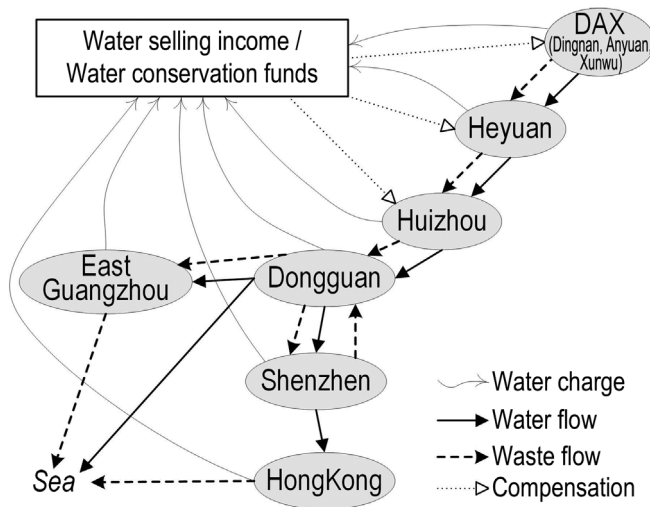 Water selling income /
Water conservation funds
DAX
(Dingnan, Anyuan,
Xunwu)
Heyuan
Huizhou
East
Guangzhou
Dongguan
Shenzhen
HongKong
Sea
Water charge
Water flow
Waste flow
Compensation